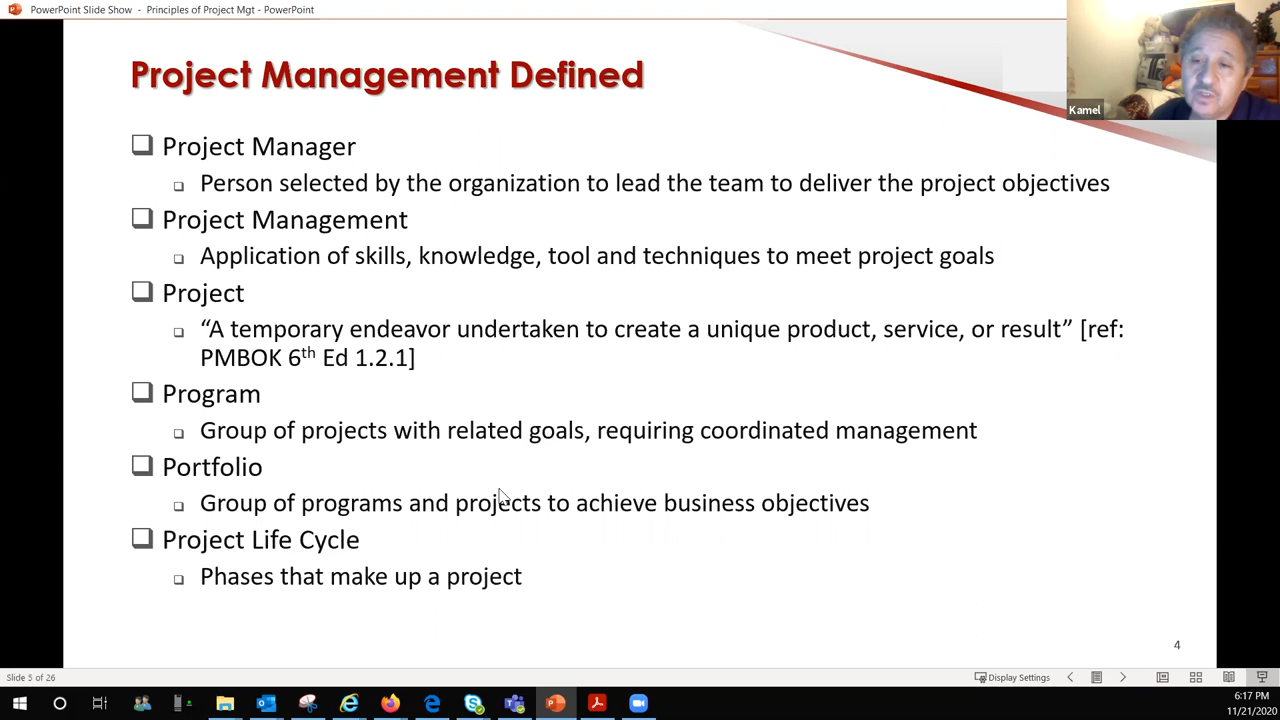 PowerPoint Slide Show - Principles of Project Mgt - PowerPoint
Project Management Defined
Kamel
Project Manager
Person selected by the organization to lead the team to deliver the project objectives
Project Management
Application of skills, knowledge, tool and techniques to meet project goals
Project
“A temporary endeavor undertaken to create a unique product, service, or result” [ref:
PMBOK 6th Ed 1.2.1]
Program
Group of projects with related goals, requiring coordinated management
Portfolio
Group of programs and projects to achieve business objectives
Project Life Cycle
Phases that make up a project
4
Slide 5 of 26
Display Settings
6:17 PM
11/21/2020